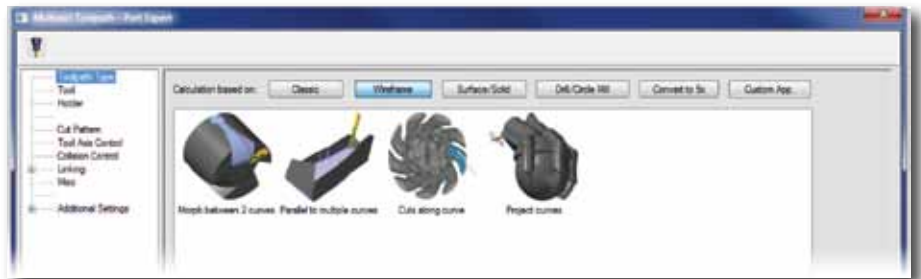 Multiaxis Toolpath - Port Expert
Toolpath Type
Tool
Holder
Cut Pattern
Tool Axis Control
Collision Control
Linking
Misc
Additional Settings
Calculation based on:
Classic
Wireframe
Surface/Solid
Drill/Circle Mill
Convert to 5x
Custom App.
Morph between 2 curves
Parallel to multiple curves
Cuts along curve
Project curves